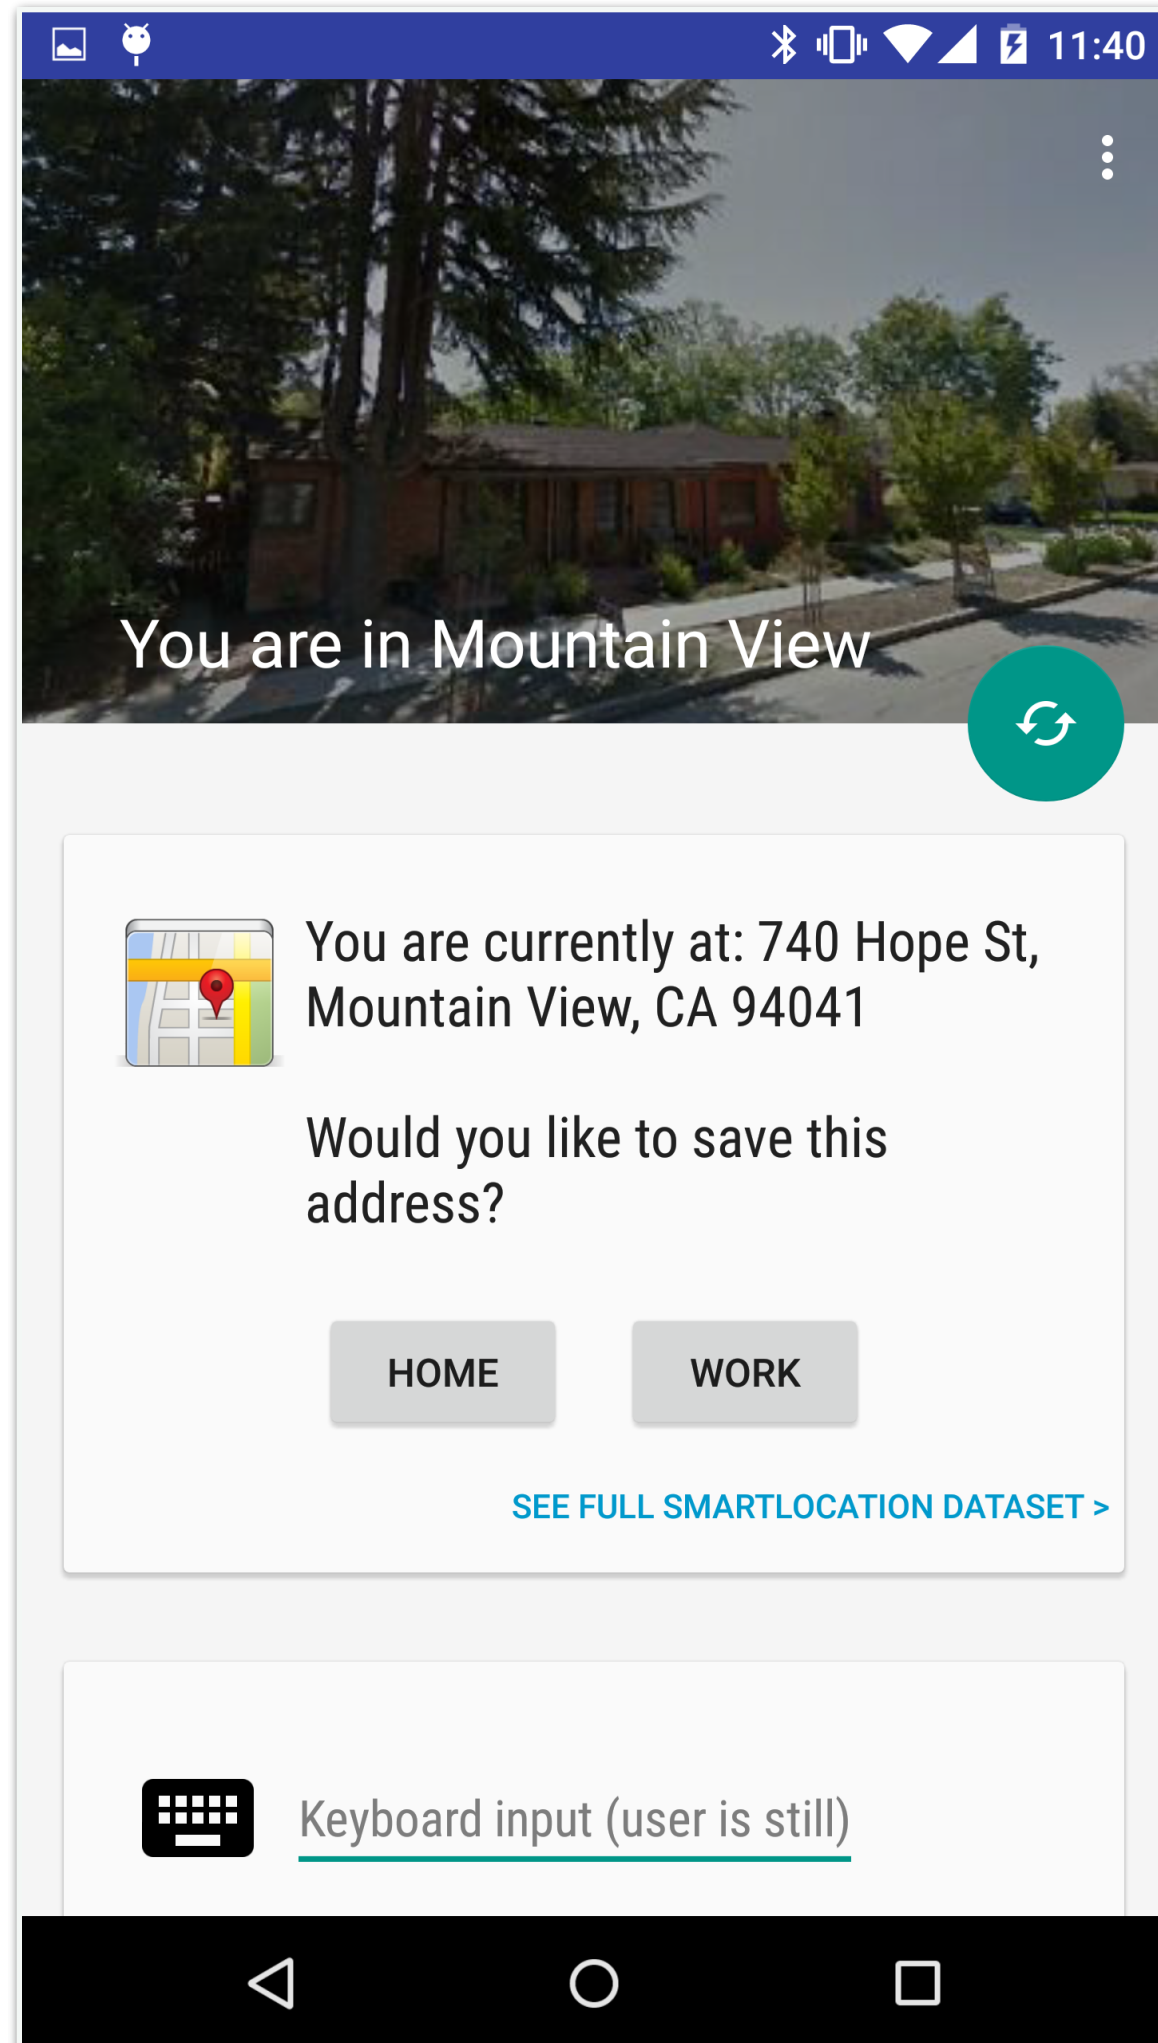 11:40
You are in Mountain View
You are currently at: 740 Hope St,
Mountain View, CA 94041
Would you like to save this
address?
HOME WORK
SEE FULL SMARTLOCATION DATASET >
Keyboard input (user is still)